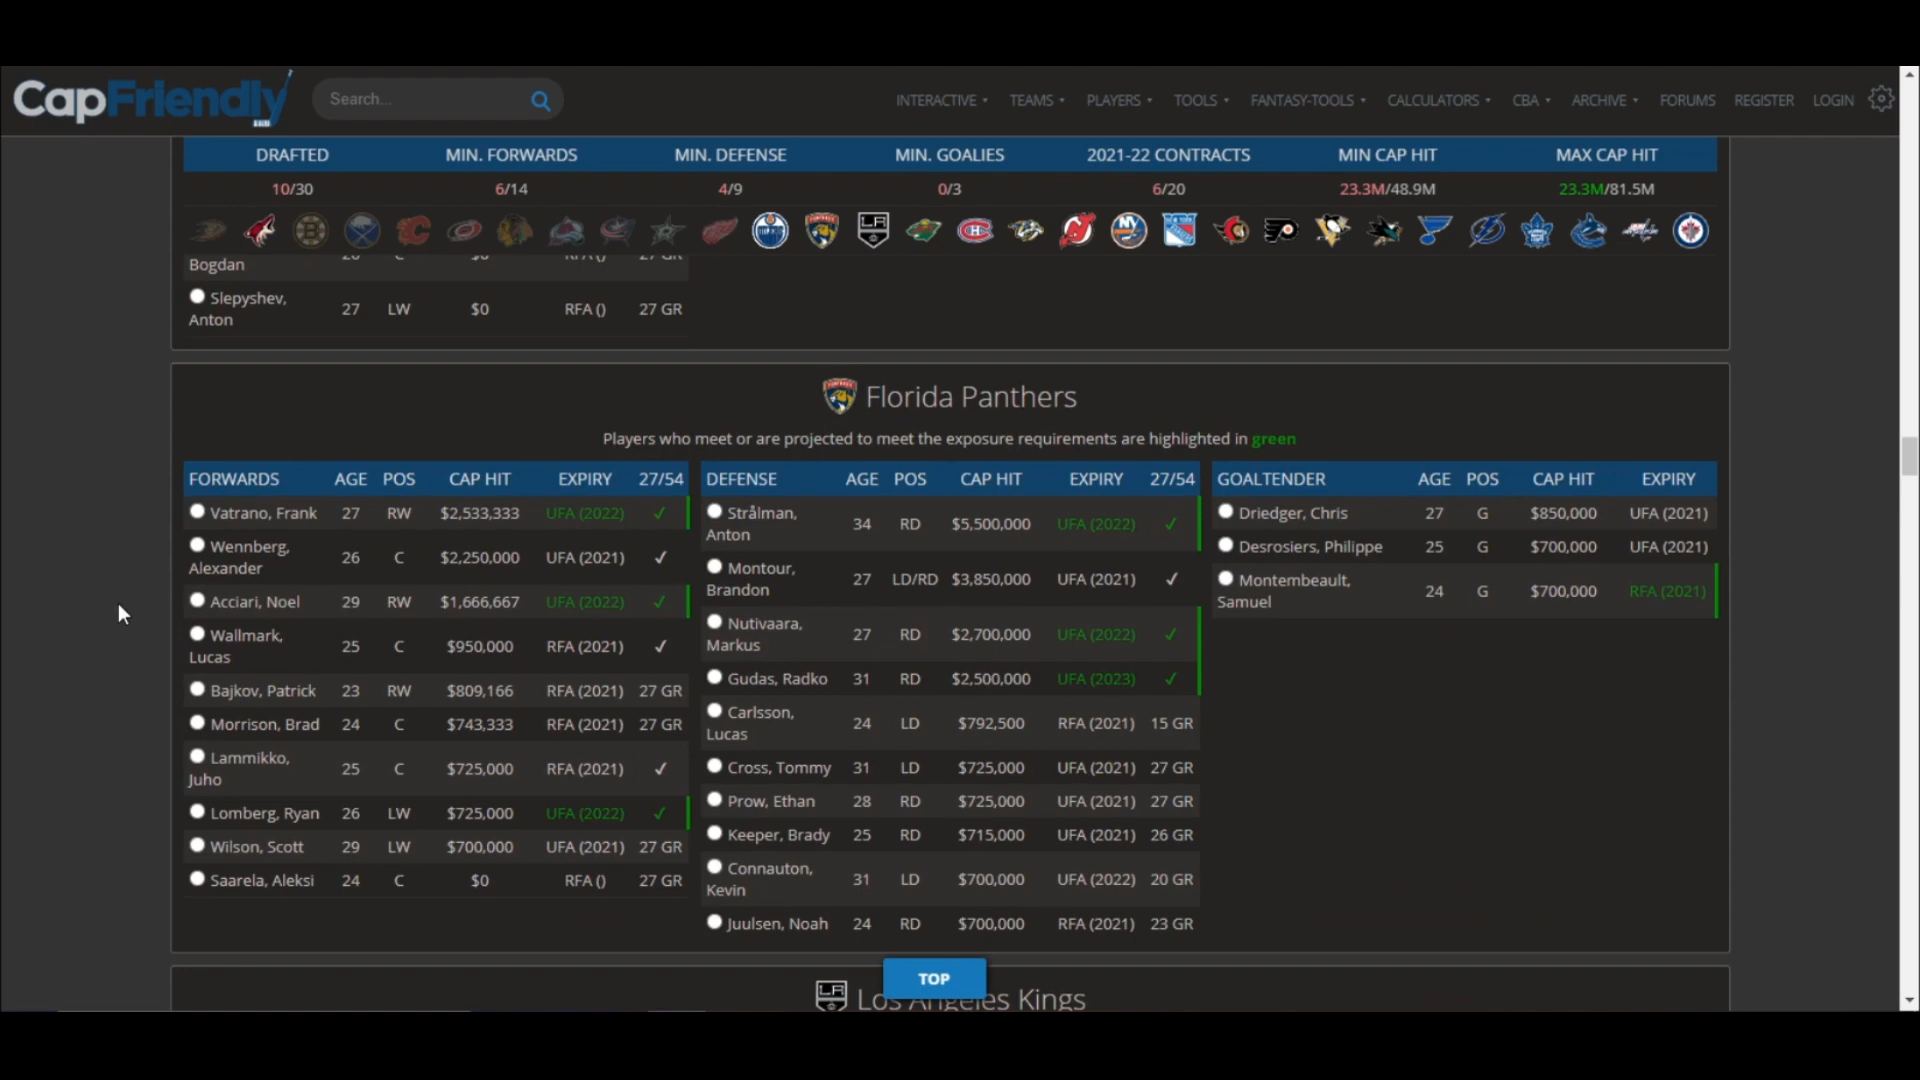 CapFriendly
Search...
INTERACTIVE TEAMS PLAYERS TOOLS FANTASY-TOOLS CALCULATORS CBA ARCHIVE FORUMS REGISTER LOGIN
DRAFTED MIN. FORWARDS MIN. DEFENSE MIN. GOALIES 2021-22 CONTRACTS MIN CAP HIT MAX CAP HIT
10/30 6/14 4/9 0/3 6/20 23.3M/48.9M 23.3M/81.5M
Bogdan
Slepyshev, Anton 27 LW $0 RFA () 27 GR
Florida Panthers
Players who meet or are projected to meet the exposure requirements are highlighted in green
FORWARDS AGE POS CAP HIT EXPIRY 27/54
Vatrano, Frank 27 RW $2,533,333 UFA (2022) ✓
Wennberg, Alexander 26 C $2,250,000 UFA (2021) ✓
Acciari, Noel 29 RW $1,666,667 UFA (2022) ✓
Wallmark, Lucas 25 C $950,000 RFA (2021) ✓
Bajkov, Patrick 23 RW $809,166 RFA (2021) 27 GR
Morrison, Brad 24 C $743,333 RFA (2021) 27 GR
Lammikko, Juho 25 C $725,000 RFA (2021) ✓
Lomberg, Ryan 26 LW $725,000 UFA (2022) ✓
Wilson, Scott 29 LW $700,000 UFA (2021) 27 GR
Saarela, Aleksi 24 C $0 RFA () 27 GR
DEFENSE AGE POS CAP HIT EXPIRY 27/54
Strålman, Anton 34 RD $5,500,000 UFA (2022) ✓
Montour, Brandon 27 LD/RD $3,850,000 UFA (2021) ✓
Nutivaara, Markus 27 RD $2,700,000 UFA (2022) ✓
Gudas, Radko 31 RD $2,500,000 UFA (2023) ✓
Carlsson, Lucas 24 LD $792,500 RFA (2021) 15 GR
Cross, Tommy 31 LD $725,000 UFA (2021) 27 GR
Prow, Ethan 28 RD $725,000 UFA (2021) 27 GR
Keeper, Brady 25 RD $715,000 UFA (2021) 26 GR
Connauton, Kevin 31 LD $700,000 UFA (2022) 20 GR
Juulsen, Noah 24 RD $700,000 RFA (2021) 23 GR
GOALTENDER AGE POS CAP HIT EXPIRY
Driedger, Chris 27 G $850,000 UFA (2021)
Desrosiers, Philippe 25 G $700,000 UFA (2021)
Montembeault, Samuel 24 G $700,000 RFA (2021)
TOP
Los Angeles Kings